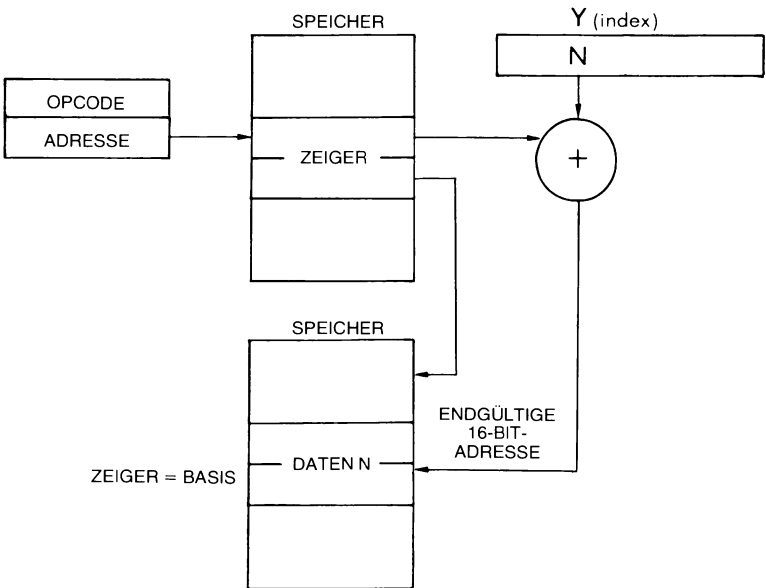 SPEICHER
Y (index)
N
OPCODE
ADRESSE
ZEIGER
+
SPEICHER
ENDGÜLTIGE
16-BIT-
ADRESSE
DATEN N
ZEIGER = BASIS